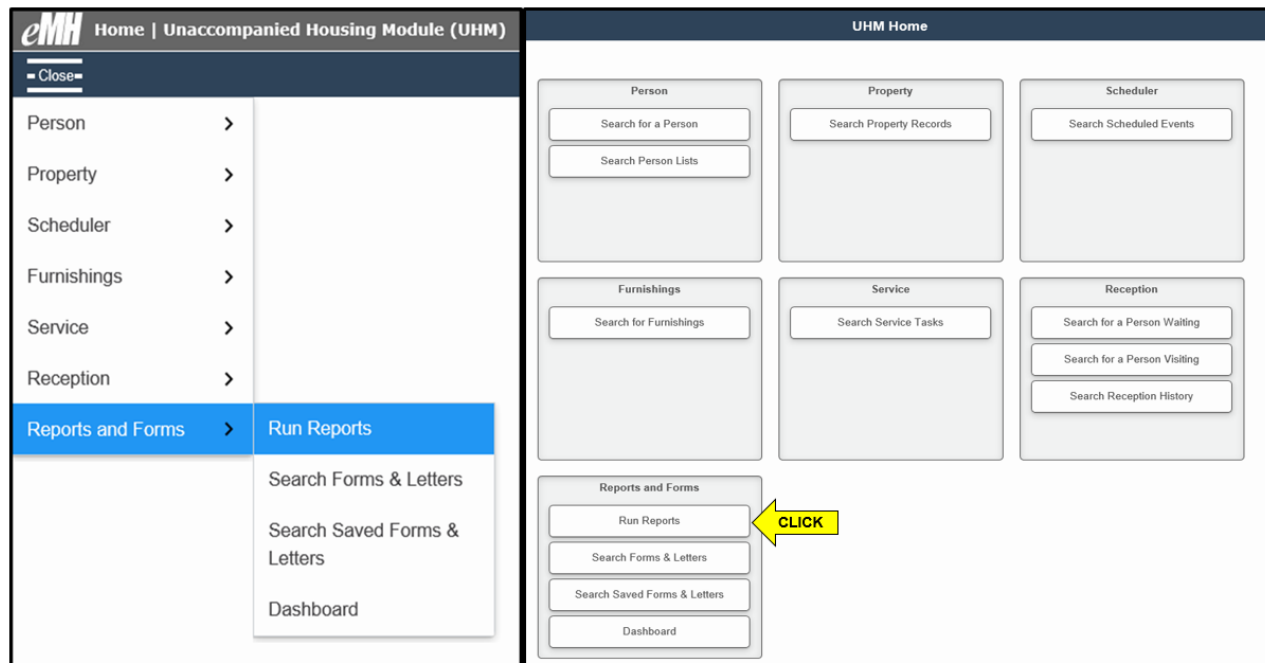 eMH Home | Unaccompanied Housing Module (UHM)
Close
Person
Property
Scheduler
Furnishings
Service
Reception
Reports and Forms
Run Reports
Search Forms & Letters
Search Saved Forms &
Letters
Dashboard
UHM Home
Person
Search for a Person
Search Person Lists
Property
Search Property Records
Scheduler
Search Scheduled Events
Furnishings
Search for Furnishings
Service
Search Service Tasks
Reception
Search for a Person Waiting
Search for a Person Visiting
Search Reception History
Reports and Forms
Run Reports
CLICK
Search Forms & Letters
Search Saved Forms & Letters
Dashboard